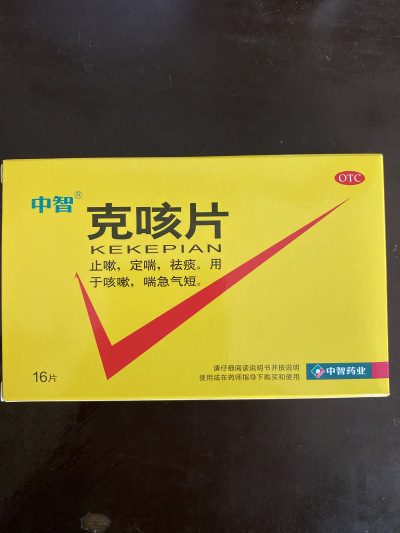 中智®
OTC
克咳片
KEKEPIAN
止嗽，定喘，祛痰。用
于咳嗽，喘急气短。
16片
请仔细阅读说明书并按说明
使用或在药师指导下购买和使用
中智药业